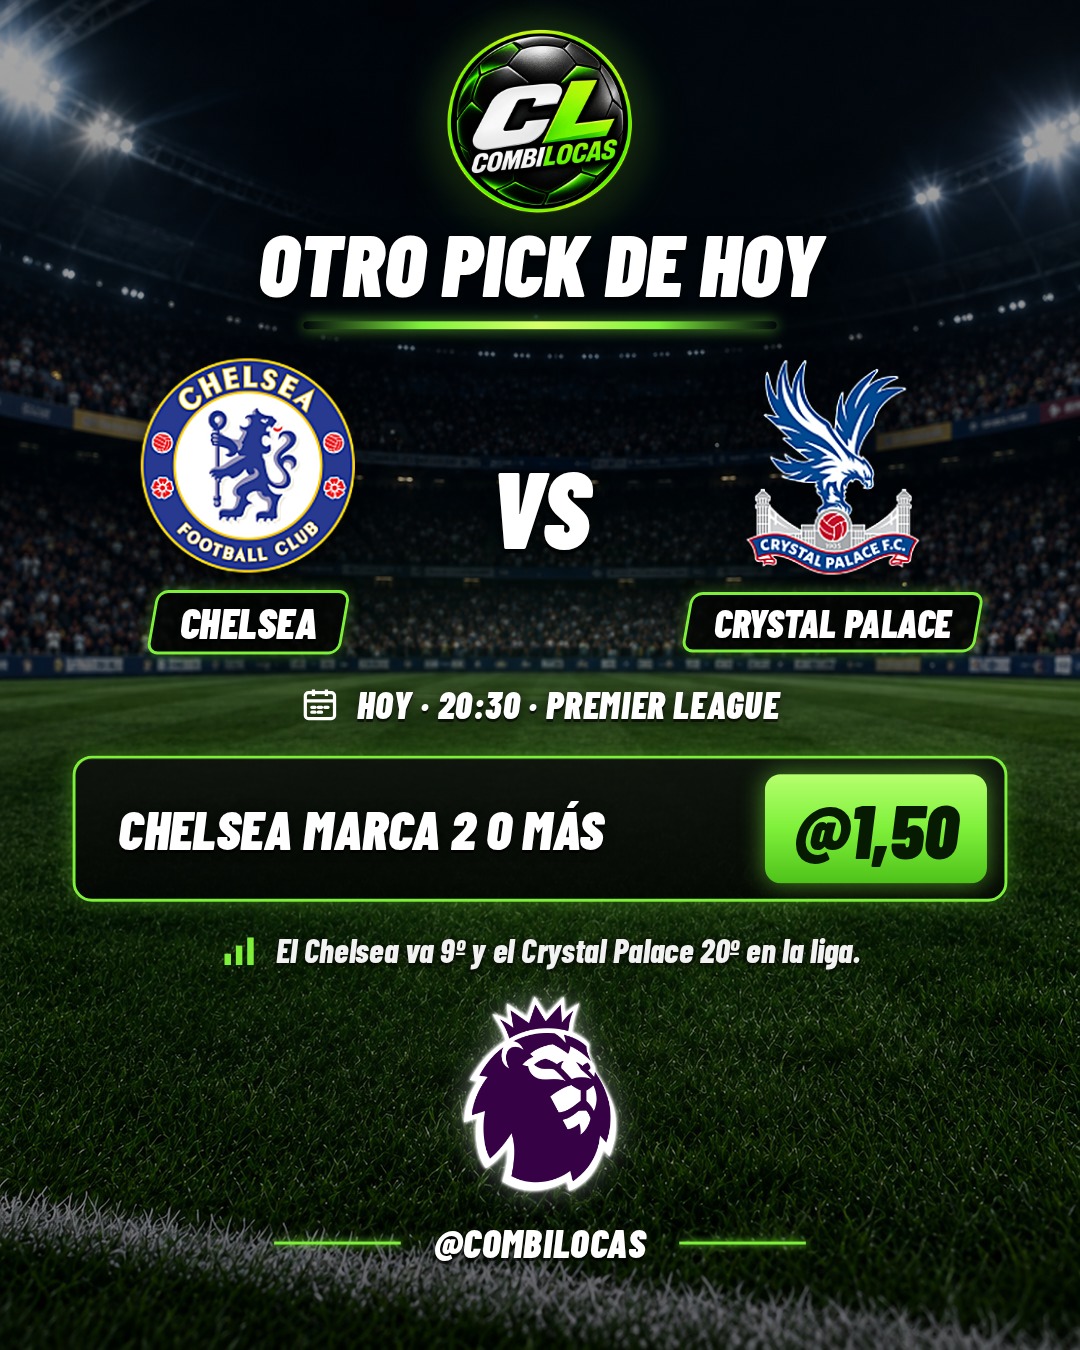 CL
COMBILOCAS
OTRO PICK DE HOY
CHELSEA
FOOTBALL CLUB
VS
1905
CRYSTAL PALACE F.C.
CHELSEA
CRYSTAL PALACE
HOY · 20:30 · PREMIER LEAGUE
CHELSEA MARCA 2 O MÁS
@1,50
El Chelsea va 9º y el Crystal Palace 20º en la liga.
@COMBILOCAS